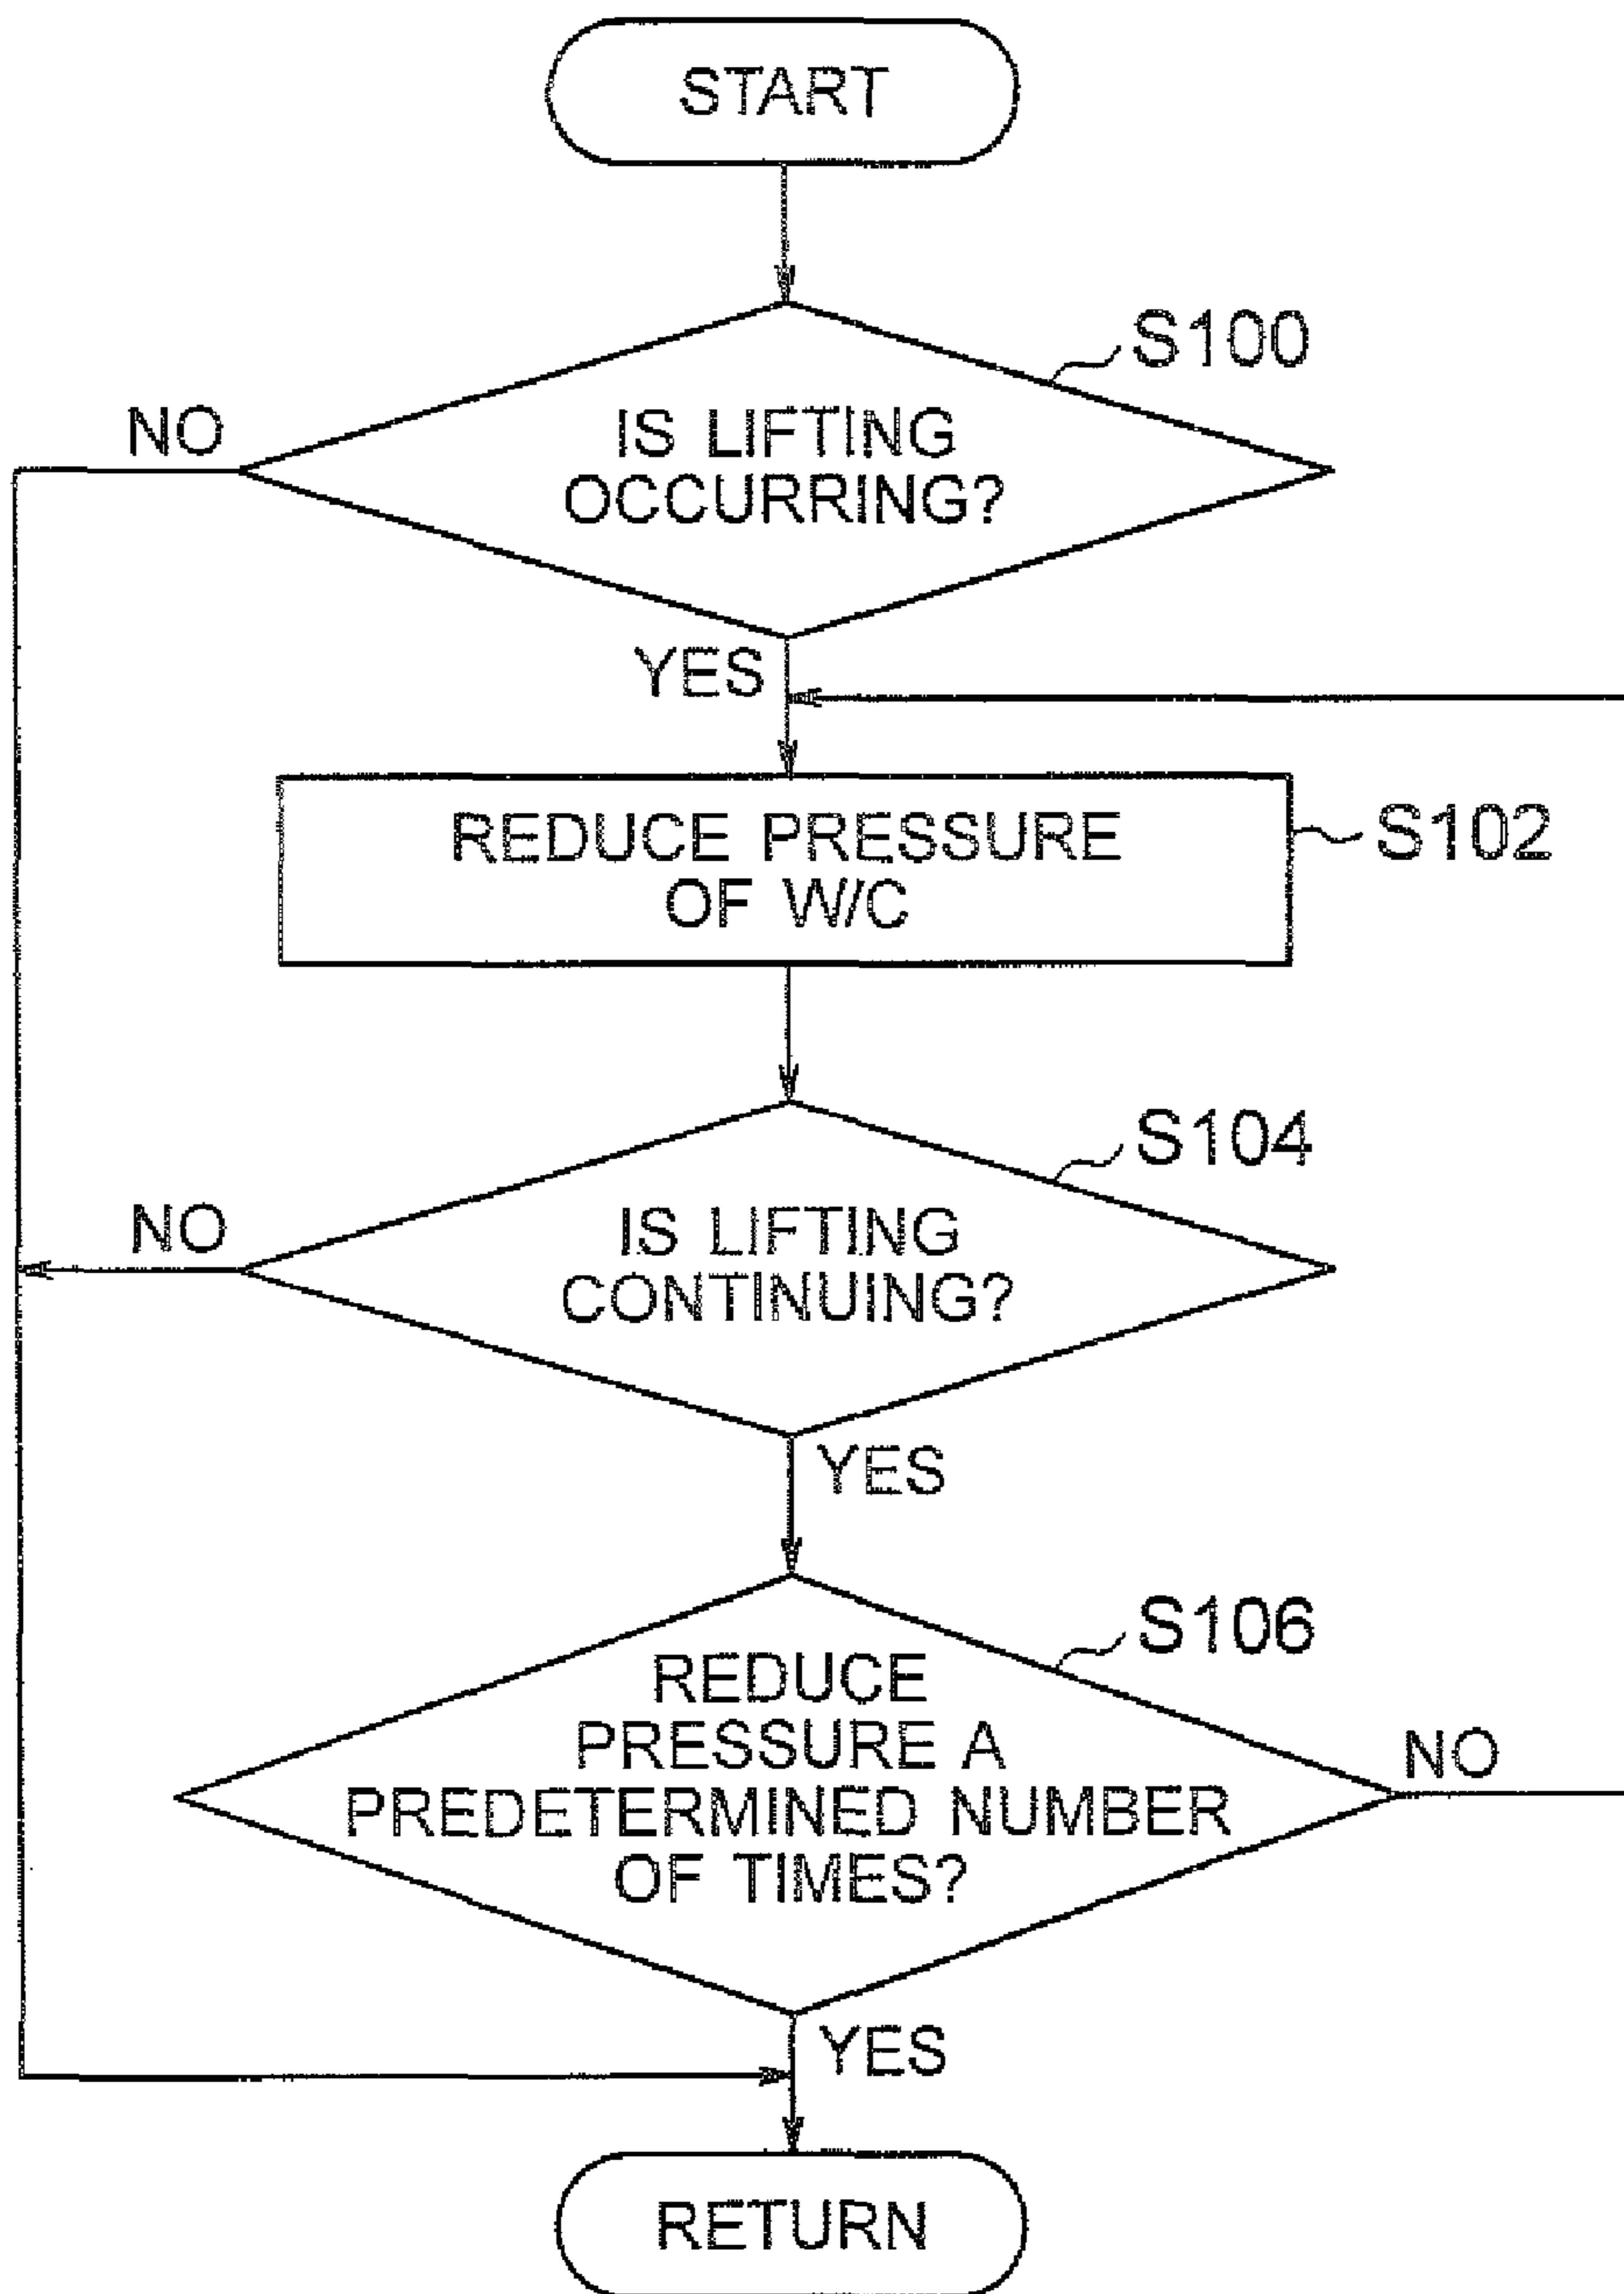 START
S100
NO
IS LIFTING
OCCURRING?
YES
REDUCE PRESSURE
OF W/C
S102
S104
NO
IS LIFTING
CONTINUING?
YES
S106
REDUCE
PRESSURE A
PREDETERMINED NUMBER
OF TIMES?
NO
YES
RETURN